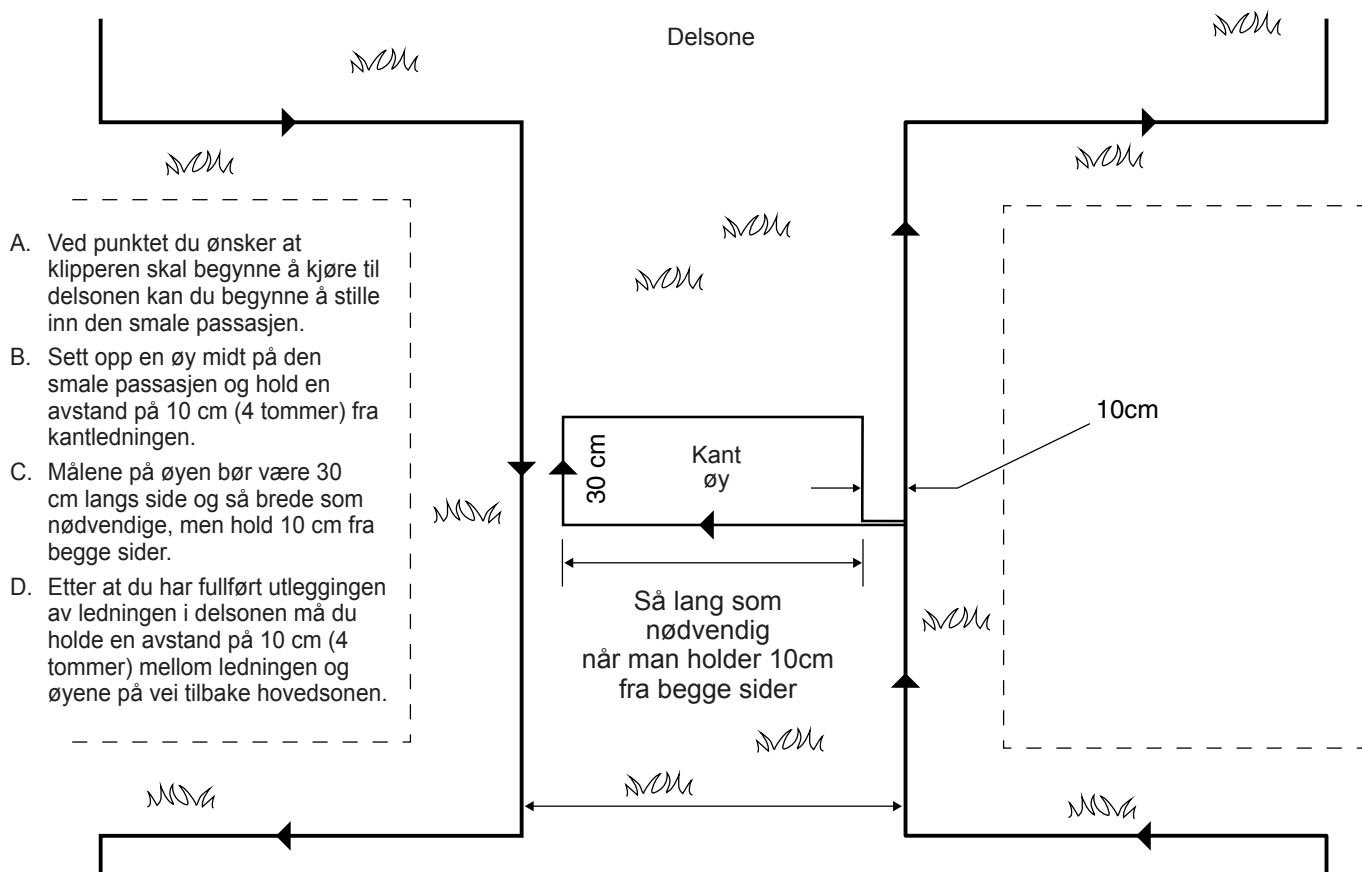 Delsone
A. Ved punktet du ønsker at
klipperen skal begynne å kjøre til
delsonen kan du begynne å stille
inn den smale passasjen.
B. Sett opp en øy midt på den
smale passasjen og hold en
avstand på 10 cm (4 tommer) fra
kantledningen.
C. Målene på øyen bør være 30
cm langs side og så brede som
nødvendige, men hold 10 cm fra
begge sider.
D. Etter at du har fullført utleggingen
av ledningen i delsonen må du
holde en avstand på 10 cm (4
tommer) mellom ledningen og
øyene på vei tilbake hovedsonen.
30 cm
Kant
øy
10cm
Så lang som
nødvendig
når man holder 10cm
fra begge sider